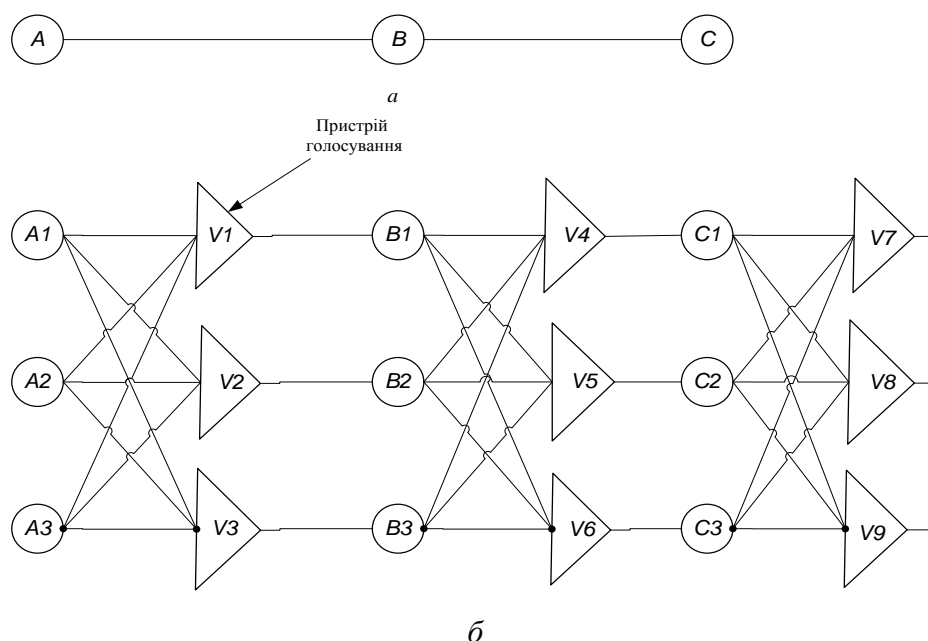 A B C
а
Пристрій
голосування
A1 V1 B1 V4 C1 V7
A2 V2 B2 V5 C2 V8
A3 V3 B3 V6 C3 V9
б